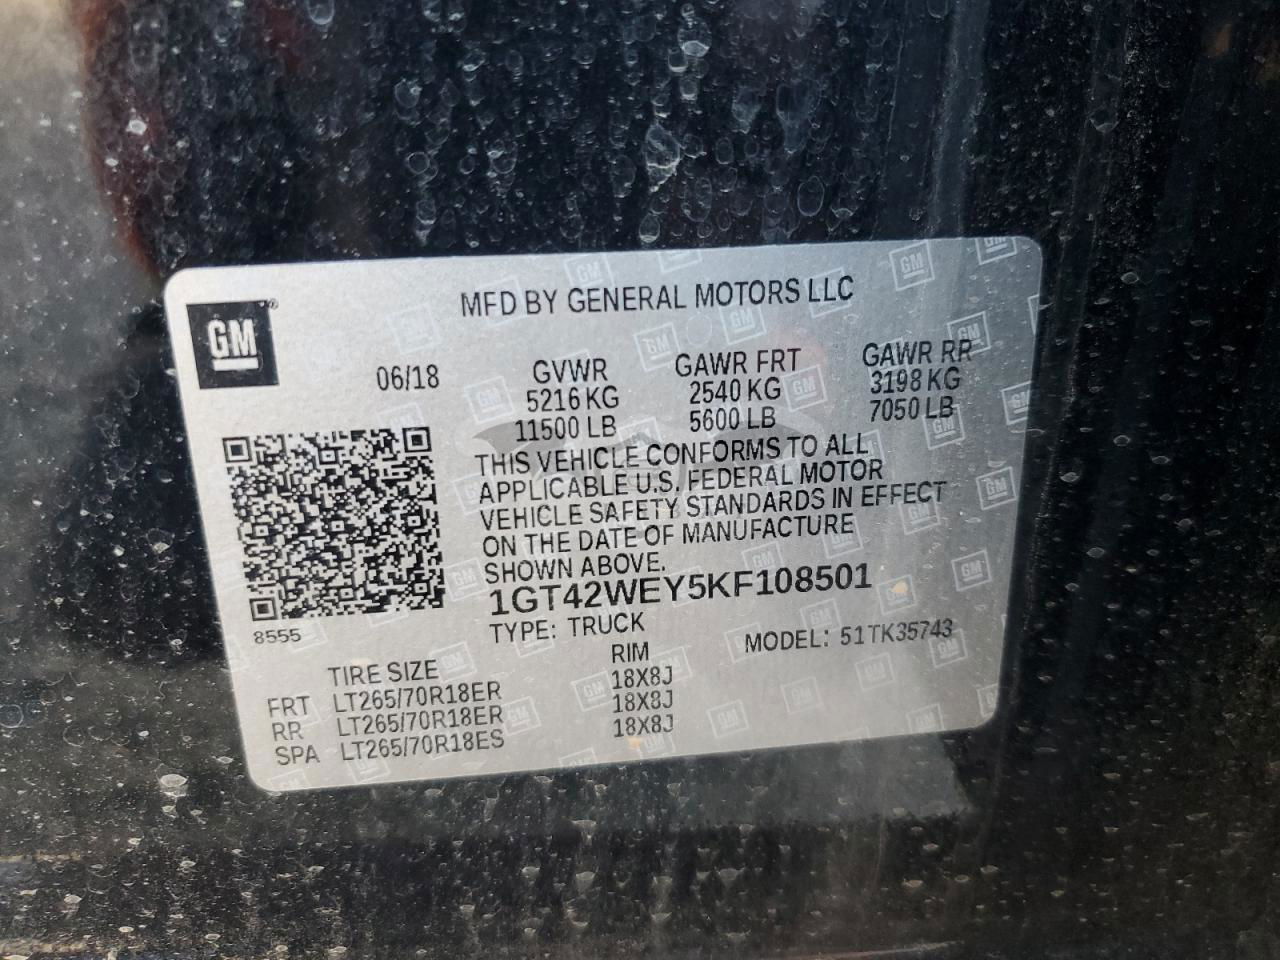 MFD BY GENERAL MOTORS LLC
GM
06/18
GVWR GAWR FRT GAWR RR
5216 KG 2540 KG 3198 KG
11500 LB 5600 LB 7050 LB
THIS VEHICLE CONFORMS TO ALL
APPLICABLE U.S. FEDERAL MOTOR
VEHICLE SAFETY STANDARDS IN EFFECT
ON THE DATE OF MANUFACTURE
SHOWN ABOVE.
1GT42WEY5KF108501
8555
TYPE: TRUCK MODEL: 51TK35743
TIRE SIZE RIM
FRT LT265/70R18ER 18X8J
RR LT265/70R18ER 18X8J
SPA LT265/70R18ES 18X8J